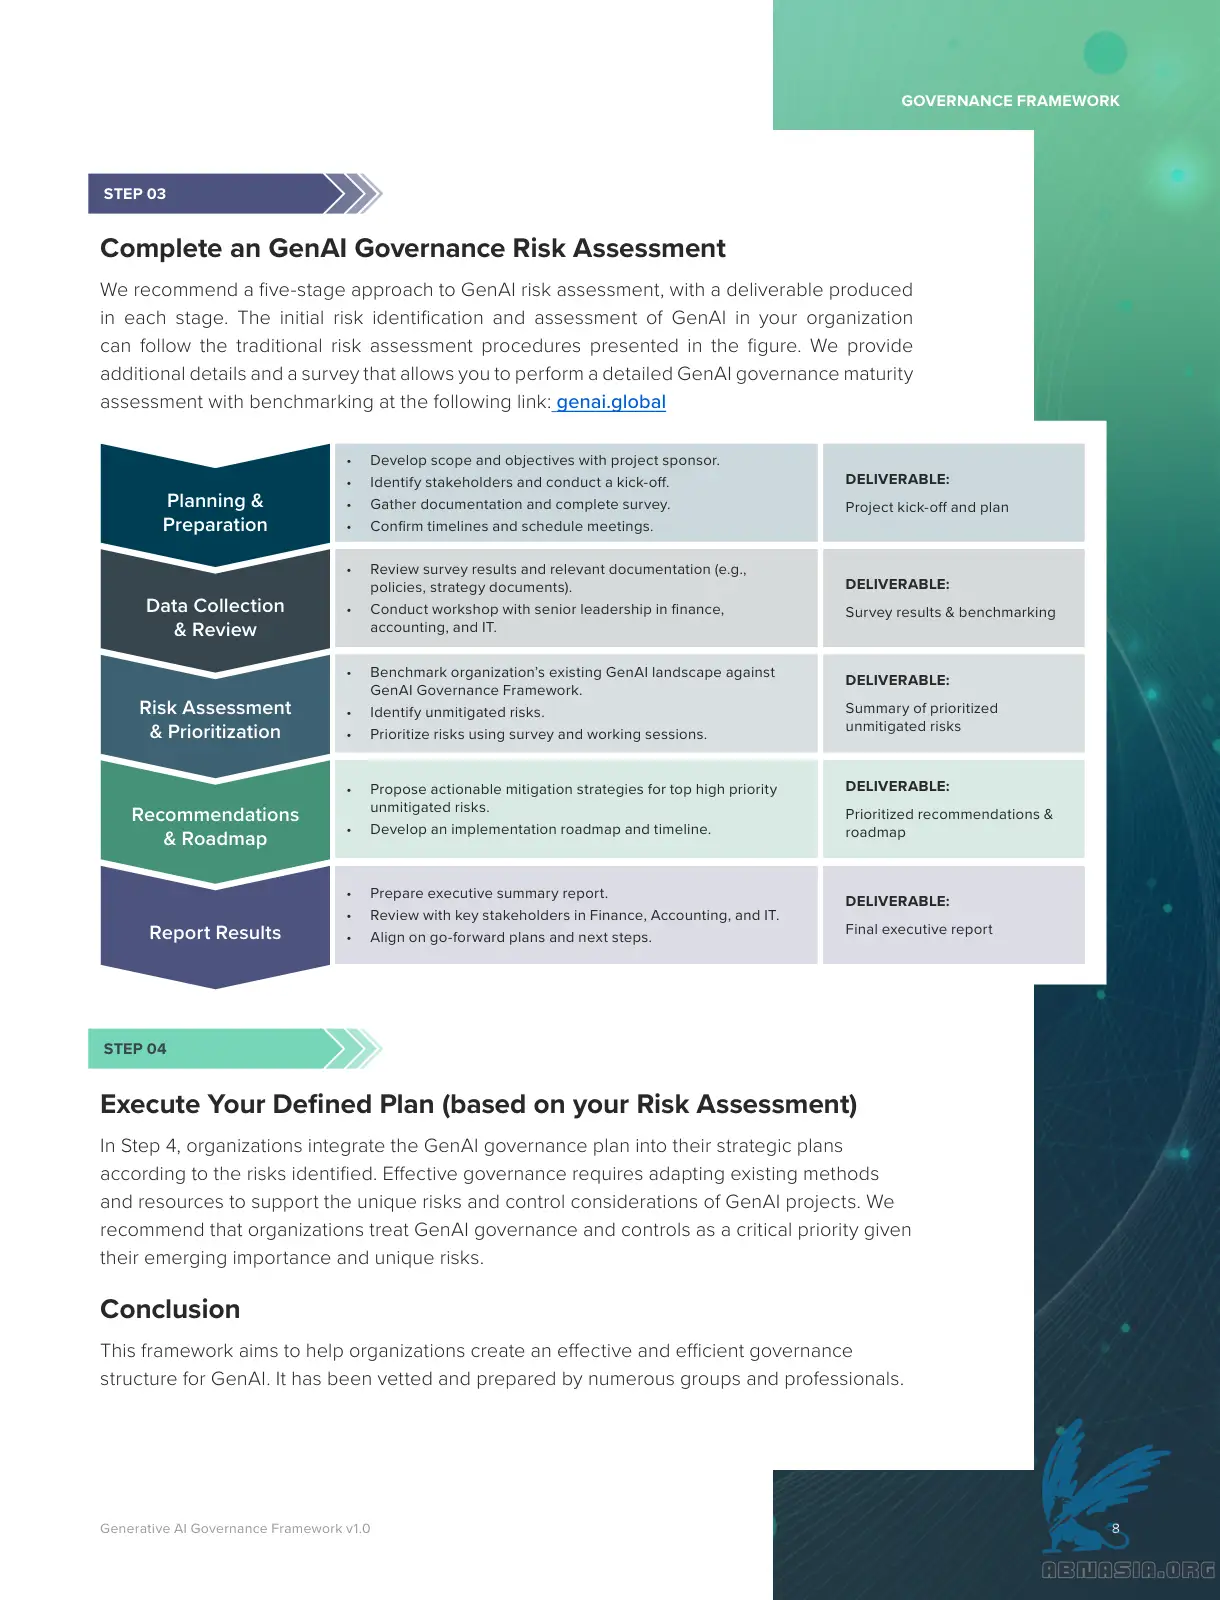 GOVERNANCE FRAMEWORK
STEP 03
Complete an GenAI Governance Risk Assessment
We recommend a five-stage approach to GenAI risk assessment, with a deliverable produced
in each stage. The initial risk identification and assessment of GenAI in your organization
can follow the traditional risk assessment procedures presented in the figure. We provide
additional details and a survey that allows you to perform a detailed GenAI governance maturity
assessment with benchmarking at the following link: genai.global
Planning &
Preparation
• Develop scope and objectives with project sponsor.
• Identify stakeholders and conduct a kick-off.
• Gather documentation and complete survey.
• Confirm timelines and schedule meetings.
DELIVERABLE:
Project kick-off and plan
Data Collection
& Review
• Review survey results and relevant documentation (e.g.,
policies, strategy documents).
• Conduct workshop with senior leadership in finance,
accounting, and IT.
DELIVERABLE:
Survey results & benchmarking
Risk Assessment
& Prioritization
• Benchmark organization's existing GenAI landscape against
GenAI Governance Framework.
• Identify unmitigated risks.
• Prioritize risks using survey and working sessions.
DELIVERABLE:
Summary of prioritized
unmitigated risks
Recommendations
& Roadmap
• Propose actionable mitigation strategies for top high priority
unmitigated risks.
• Develop an implementation roadmap and timeline.
DELIVERABLE:
Prioritized recommendations &
roadmap
Report Results
• Prepare executive summary report.
• Review with key stakeholders in Finance, Accounting, and IT.
• Align on go-forward plans and next steps.
DELIVERABLE:
Final executive report
STEP 04
Execute Your Defined Plan (based on your Risk Assessment)
In Step 4, organizations integrate the GenAI governance plan into their strategic plans
according to the risks identified. Effective governance requires adapting existing methods
and resources to support the unique risks and control considerations of GenAI projects. We
recommend that organizations treat GenAI governance and controls as a critical priority given
their emerging importance and unique risks.
Conclusion
This framework aims to help organizations create an effective and efficient governance
structure for GenAI. It has been vetted and prepared by numerous groups and professionals.
Generative AI Governance Framework v1.0
8
ABNASIA.ORG